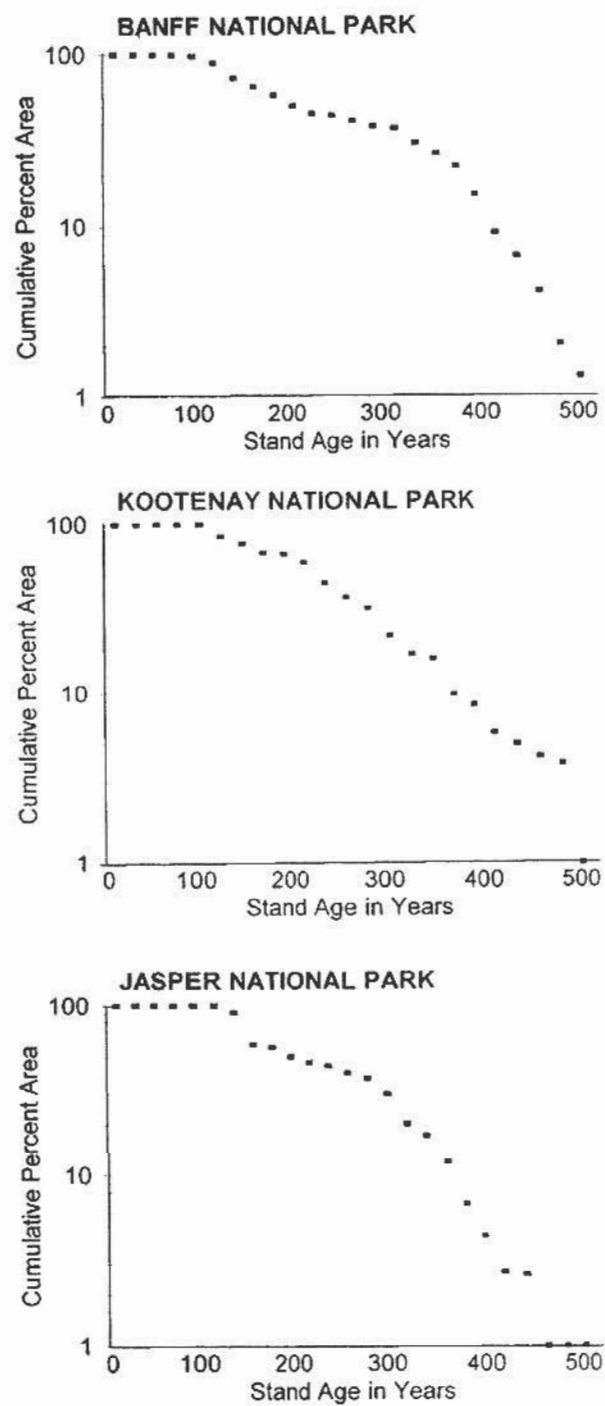 BANFF NATIONAL PARK
100
10
1
Cumulative Percent Area
0 100 200 300 400 500
Stand Age in Years
KOOTENAY NATIONAL PARK
100
10
1
Cumulative Percent Area
0 100 200 300 400 500
Stand Age in Years
JASPER NATIONAL PARK
100
10
1
Cumulative Percent Area
0 100 200 300 400 500
Stand Age in Years